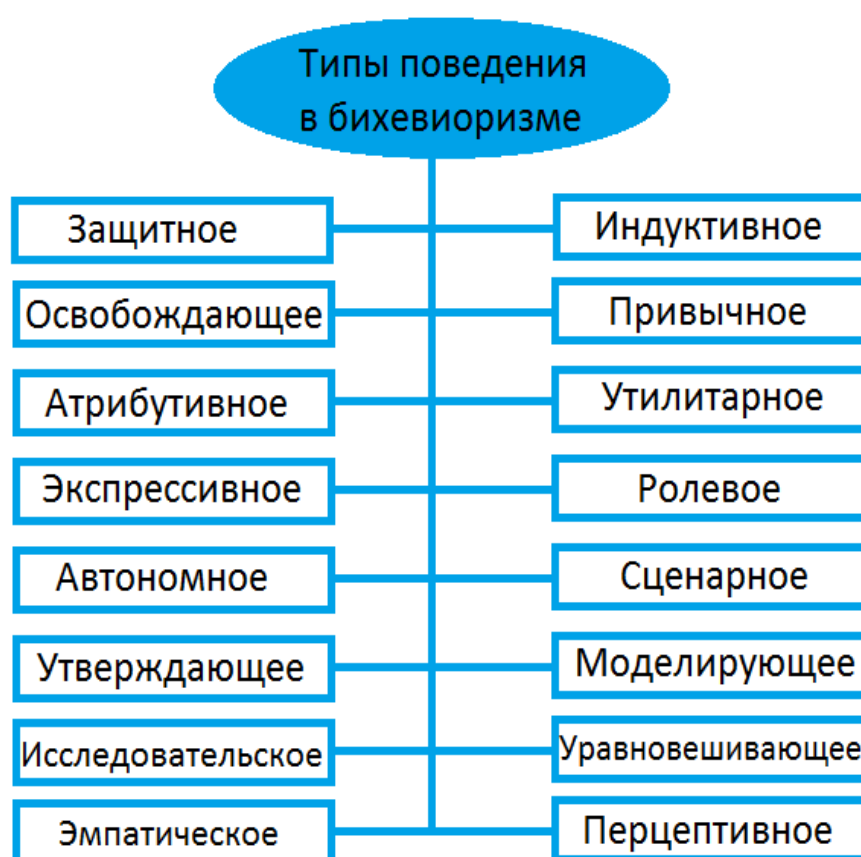 Типы поведения
в бихевиоризме
Защитное
Индуктивное
Освобождающее
Привычное
Атрибутивное
Утилитарное
Экспрессивное
Ролевое
Автономное
Сценарное
Утверждающее
Моделирующее
Исследовательское
Уравновешивающее
Эмпатическое
Перцептивное